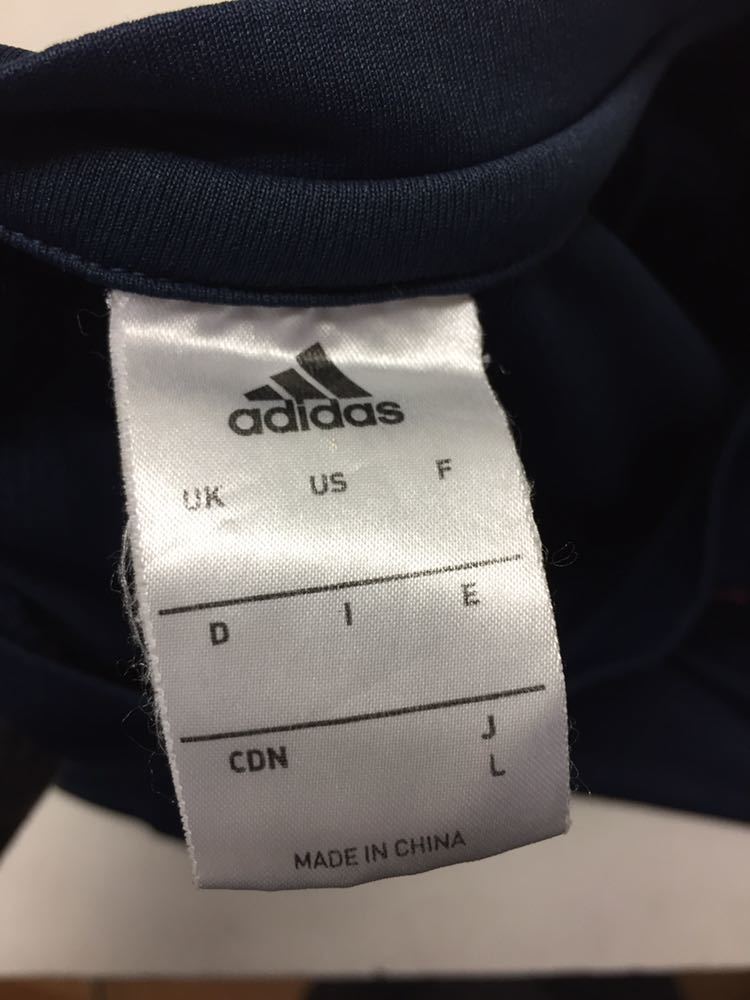 adidas
UK US F
D I E
CDN J
L
MADE IN CHINA